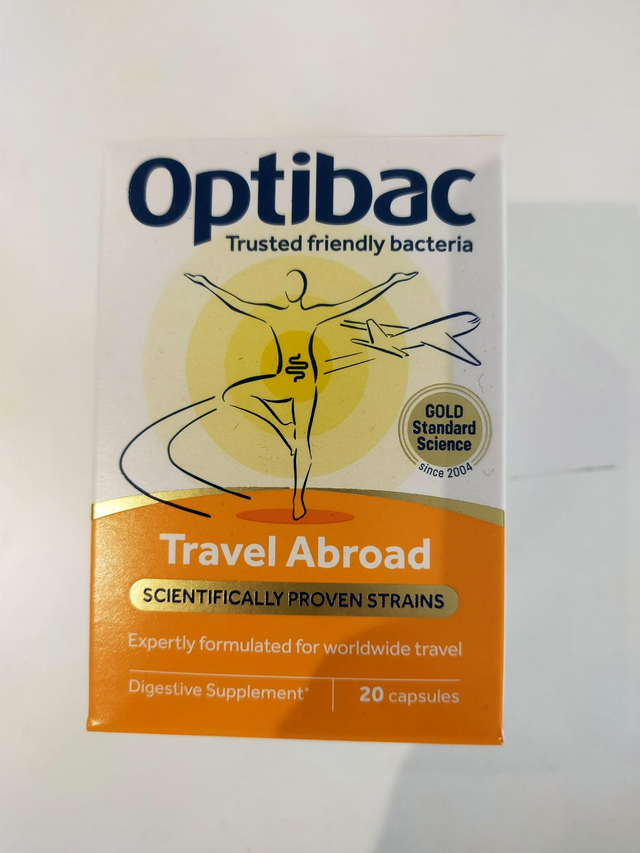 Optibac
Trusted friendly bacteria
GOLD
Standard
Science
since 2004
Travel Abroad
SCIENTIFICALLY PROVEN STRAINS
Expertly formulated for worldwide travel
Digestive Supplement*
20 capsules